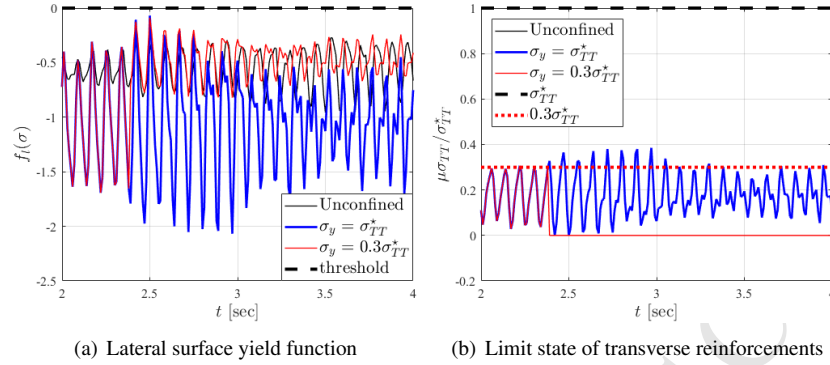 0
-0.5
-1
-1.5
-2
-2.5
2
2.5
3
3.5
4
f_l(σ)
t [sec]
Unconfined
σ_y = σ*_TT
σ_y = 0.3σ*_TT
threshold
(a) Lateral surface yield function
1
0.8
0.6
0.4
0.2
0
-0.2
2
2.5
3
3.5
4
μσ_TT/σ*_TT
t [sec]
Unconfined
σ_y = σ*_TT
σ_y = 0.3σ*_TT
σ*_TT
0.3σ*_TT
(b) Limit state of transverse reinforcements